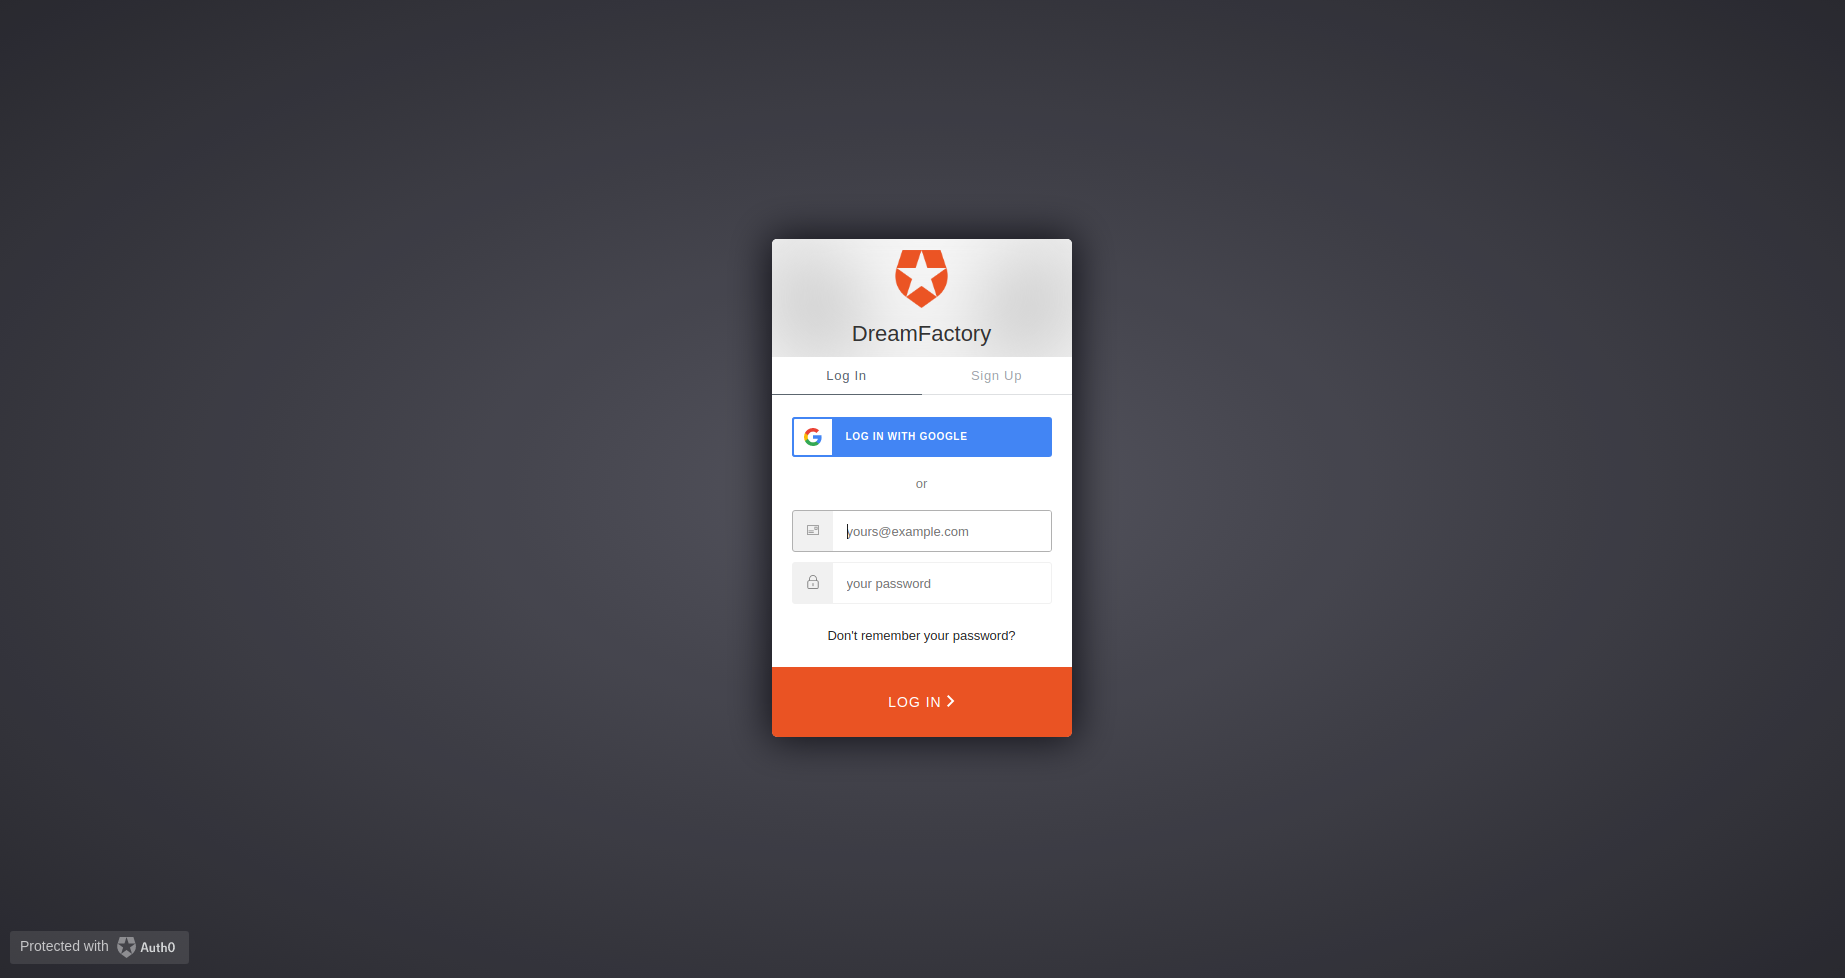 DreamFactory
Log In
Sign Up
LOG IN WITH GOOGLE
or
yours@example.com
your password
Don't remember your password?
LOG IN
Protected with Auth0